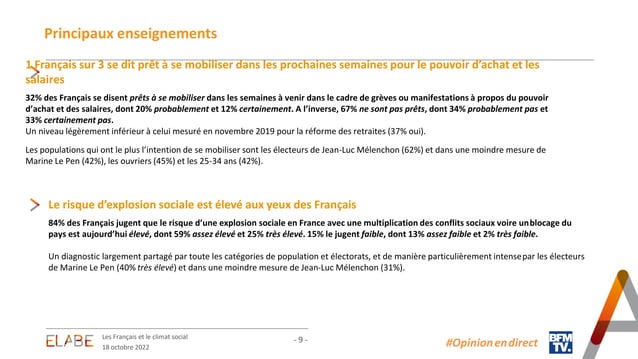 Principaux enseignements
1 Français sur 3 se dit prêt à se mobiliser dans les prochaines semaines pour le pouvoir d’achat et les
salaires
32% des Français se disent prêts à se mobiliser dans les semaines à venir dans le cadre de grèves ou manifestations à propos du pouvoir
d’achat et des salaires, dont 20% probablement et 12% certainement. A l’inverse, 67% ne sont pas prêts, dont 34% probablement pas et
33% certainement pas.
Un niveau légèrement inférieur à celui mesuré en novembre 2019 pour la réforme des retraites (37% oui).
Les populations qui ont le plus l’intention de se mobiliser sont les électeurs de Jean-Luc Mélenchon (62%) et dans une moindre mesure de
Marine Le Pen (42%), les ouvriers (45%) et les 25-34 ans (42%).
Le risque d’explosion sociale est élevé aux yeux des Français
84% des Français jugent que le risque d’une explosion sociale en France avec une multiplication des conflits sociaux voire unblocage du
pays est aujourd’hui élevé, dont 59% assez élevé et 25% très élevé. 15% le jugent faible, dont 13% assez faible et 2% très faible.
Un diagnostic largement partagé par toute les catégories de population et électorats, et de manière particulièrement intensepar les électeurs
de Marine Le Pen (40% très élevé) et dans une moindre mesure de Jean-Luc Mélenchon (31%).
ELABE
Les Français et le climat social
18 octobre 2022
- 9 -
#Opinionendirect
BFM
TV.